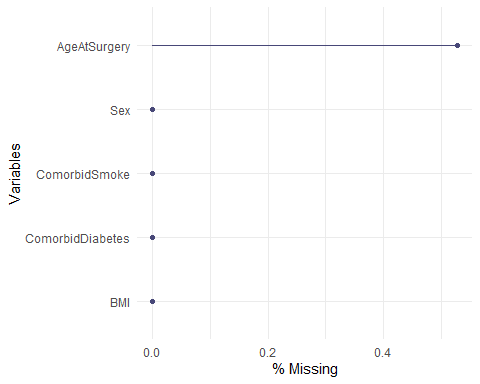 AgeAtSurgery
Sex
ComorbidSmoke
ComorbidDiabetes
BMI
Variables
0.0
0.2
0.4
% Missing